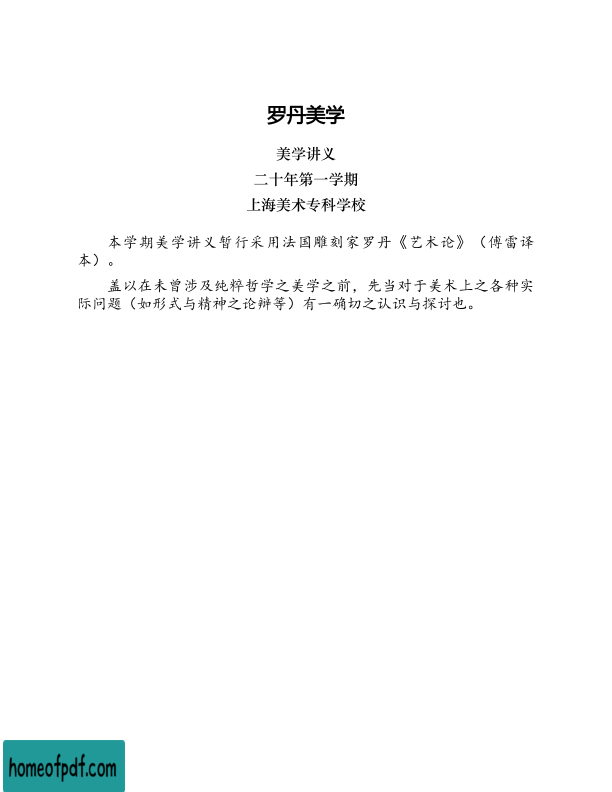 罗丹美学
美学讲义
二十年第一学期
上海美术专科学校
本学期美学讲义暂行采用法国雕刻家罗丹《艺术论》（傅雷译
本）。
盖以在未曾涉及纯粹哲学之美学之前，先当对于美术上之各种实
际问题（如形式与精神之论辩等）有一确切之认识与探讨也。
homeofpdf.com